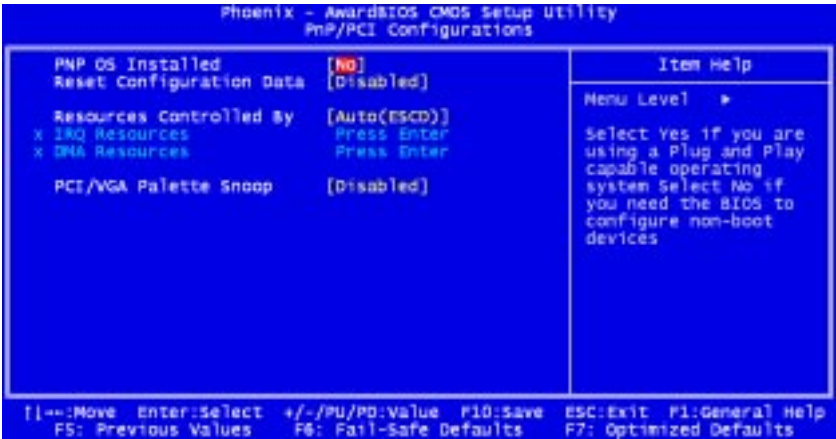 Phoenix - AwardBIOS CMOS Setup Utility
PnP/PCI Configurations
PNP OS Installed [No]
Reset Configuration Data [Disabled]
Resources Controlled By [Auto(ESCD)]
x IRQ Resources Press Enter
x DMA Resources Press Enter
PCI/VGA Palette Snoop [Disabled]
Item Help
Menu Level ►
Select Yes if you are
using a Plug and Play
capable operating
system Select No if
you need the BIOS to
configure non-boot
devices
↑↓→←:Move Enter:Select +/-/PU/PD:Value F10:Save ESC:Exit F1:General Help
F5: Previous Values F6: Fail-Safe Defaults F7: Optimized Defaults